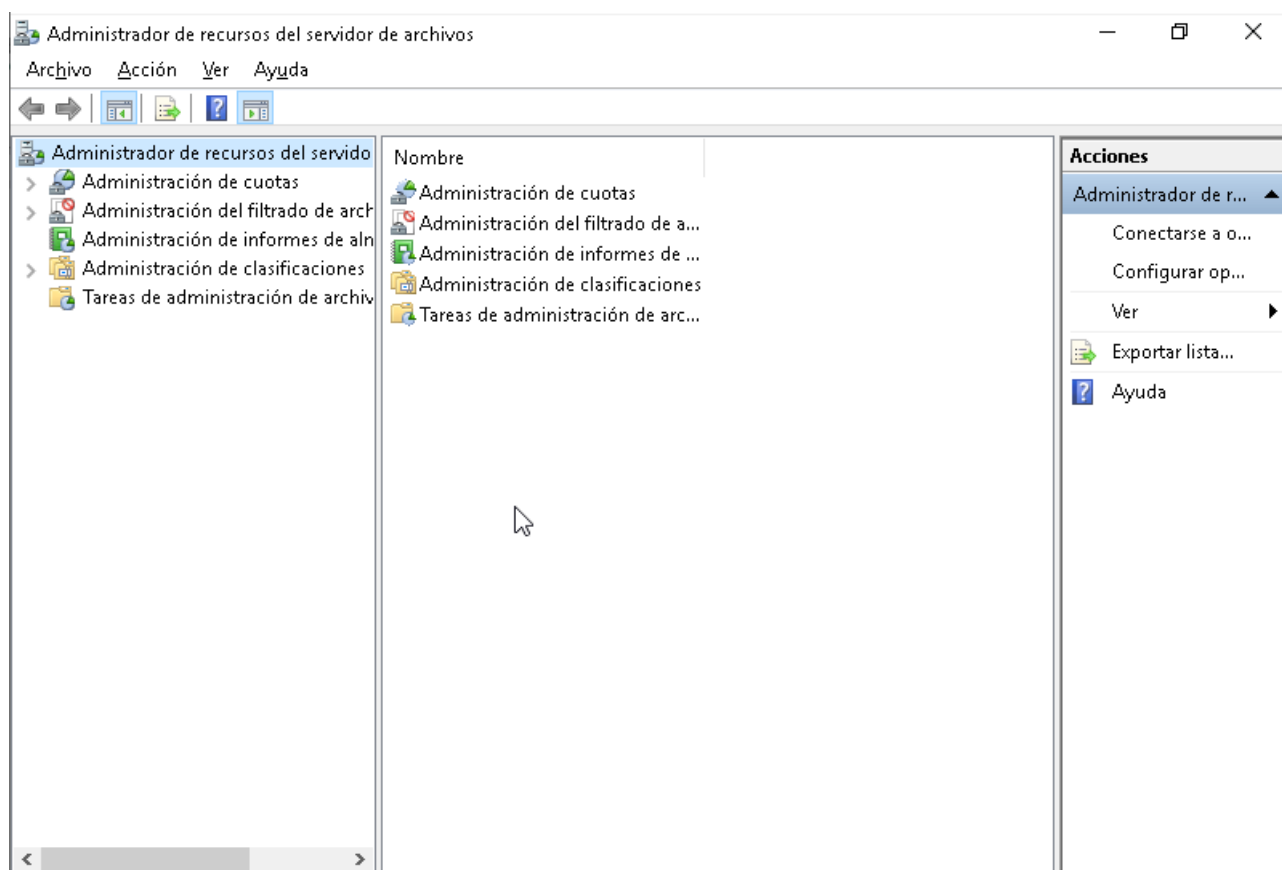 Administrador de recursos del servidor de archivos
Archivo Acción Ver Ayuda
Administrador de recursos del servido
Administración de cuotas
Administración del filtrado de arch
Administración de informes de aln
Administración de clasificaciones
Tareas de administración de archiv
Nombre
Administración de cuotas
Administración del filtrado de a...
Administración de informes de ...
Administración de clasificaciones
Tareas de administración de arc...
Acciones
Administrador de r...
Conectarse a o...
Configurar op...
Ver
Exportar lista...
Ayuda